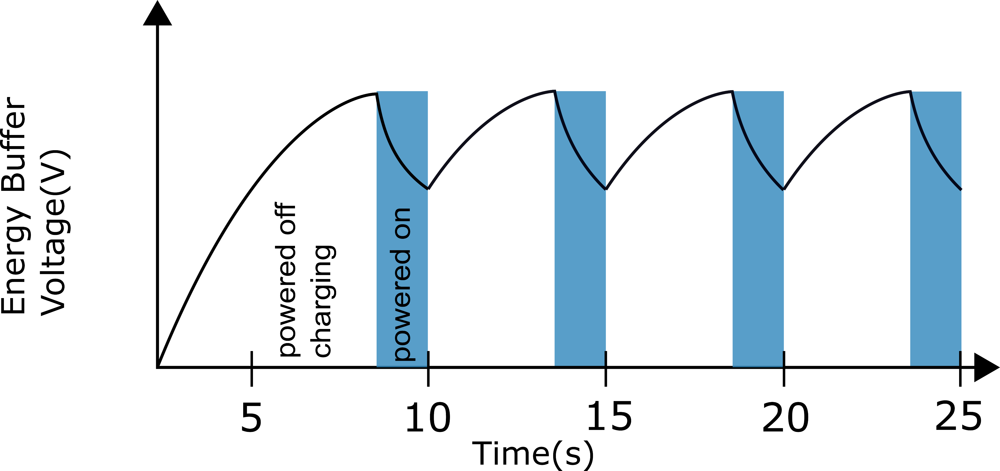 Energy Buffer
Voltage(V)
powered off
charging
powered on
5
10
15
20
25
Time(s)